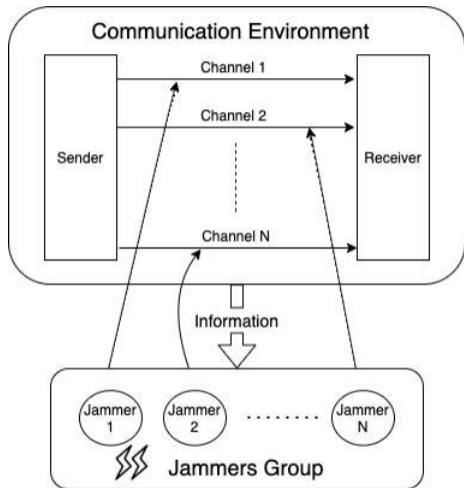 Communication Environment
Channel 1
Channel 2
Sender
Receiver
Channel N
Information
Jammer
1
Jammer
2
Jammer
N
Jammers Group